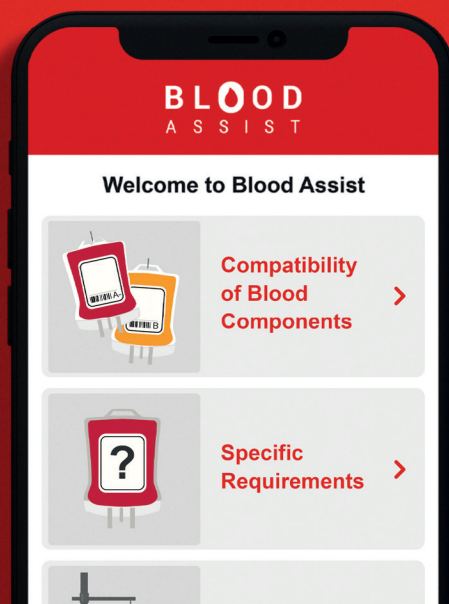 BLOOD
ASSIST
Welcome to Blood Assist
A-
B
Compatibility
of Blood
Components
?
Specific
Requirements